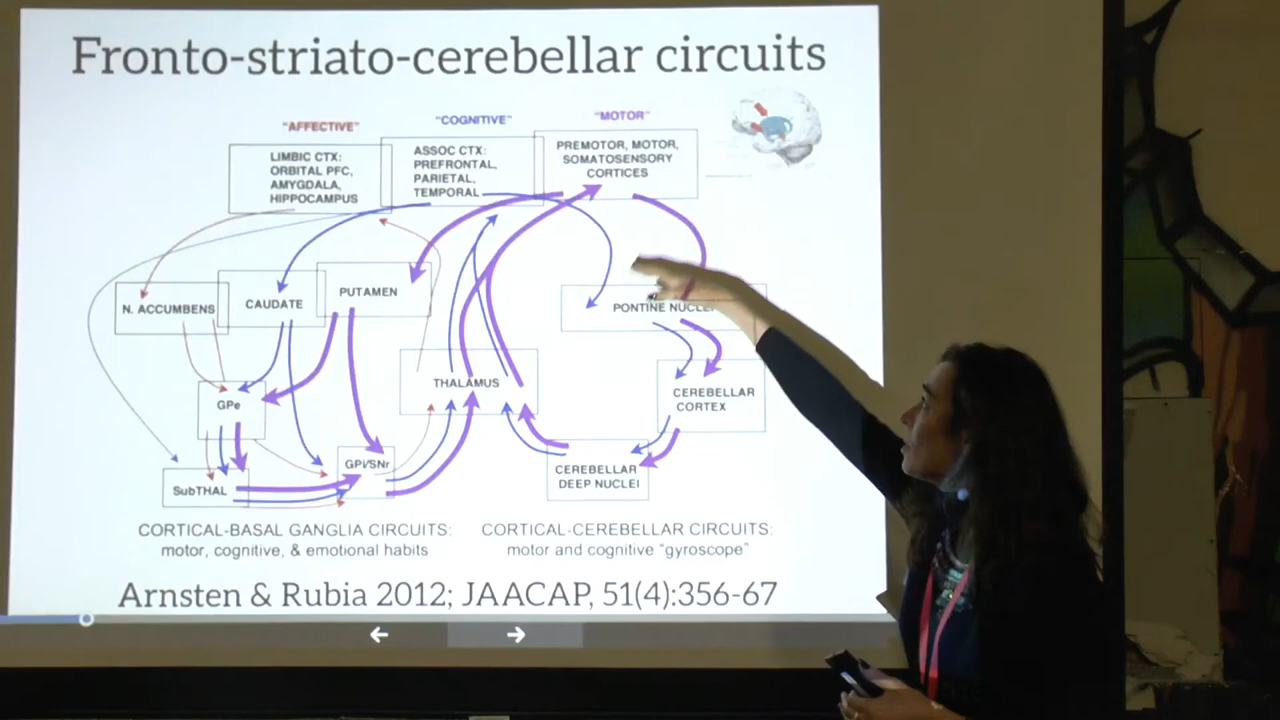 Fronto-striato-cerebellar circuits
"AFFECTIVE"
"COGNITIVE"
"MOTOR"
LIMBIC CTX:
ORBITAL PFC,
AMYGDALA,
HIPPOCAMPUS
ASSOC CTX:
PREFRONTAL,
PARIETAL,
TEMPORAL
PREMOTOR, MOTOR,
SOMATOSENSORY
CORTICES
N. ACCUMBENS
CAUDATE
PUTAMEN
PONTINE NUCLEI
THALAMUS
CEREBELLAR
CORTEX
GPe
GPi/SNr
SubTHAL
CEREBELLAR
DEEP NUCLEI
CORTICAL-BASAL GANGLIA CIRCUITS:
motor, cognitive, & emotional habits
CORTICAL-CEREBELLAR CIRCUITS:
motor and cognitive "gyroscope"
Arnsten & Rubia 2012; JAACAP, 51(4):356-67